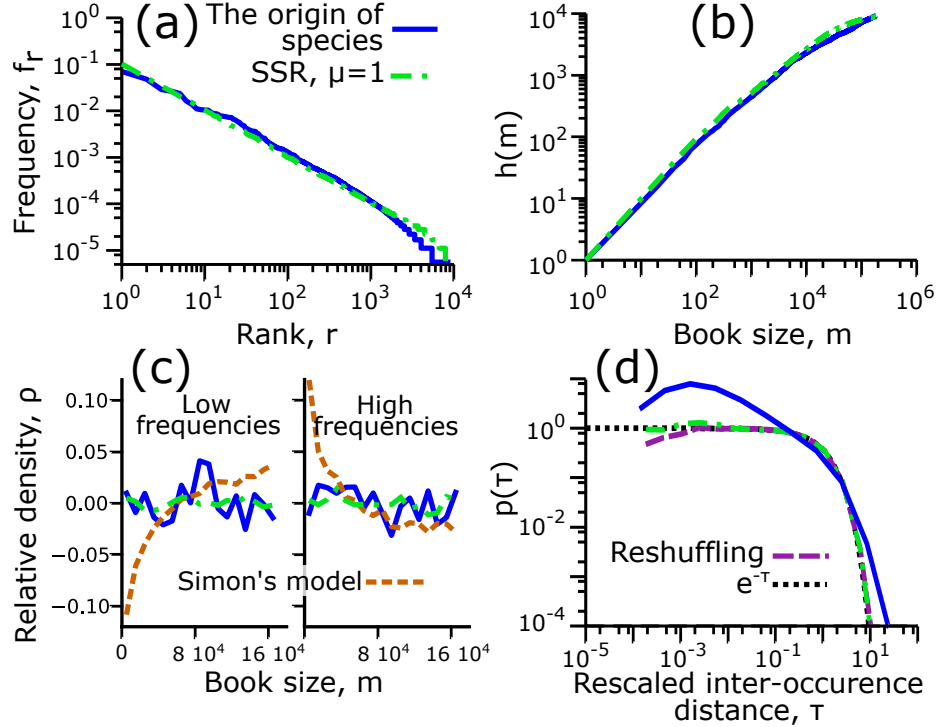 (a)
The origin of
species
SSR, μ=1
Frequency, f_r
10^0
10^-1
10^-2
10^-3
10^-4
10^-5
10^0 10^1 10^2 10^3 10^4
Rank, r
(b)
h(m)
10^4
10^3
10^2
10^1
10^0
10^0 10^2 10^4 10^6
Book size, m
(c)
Low
frequencies
High
frequencies
Relative density, ρ
0.10
0.05
0.00
−0.05
−0.10
Simon's model
0 8 10^4 16 10^4 8 10^4 16 10^4
Book size, m
(d)
p(τ)
10^2
10^0
10^-2
10^-4
Reshuffling
e^-τ
10^-5 10^-3 10^-1 10^1
Rescaled inter-occurence
distance, τ